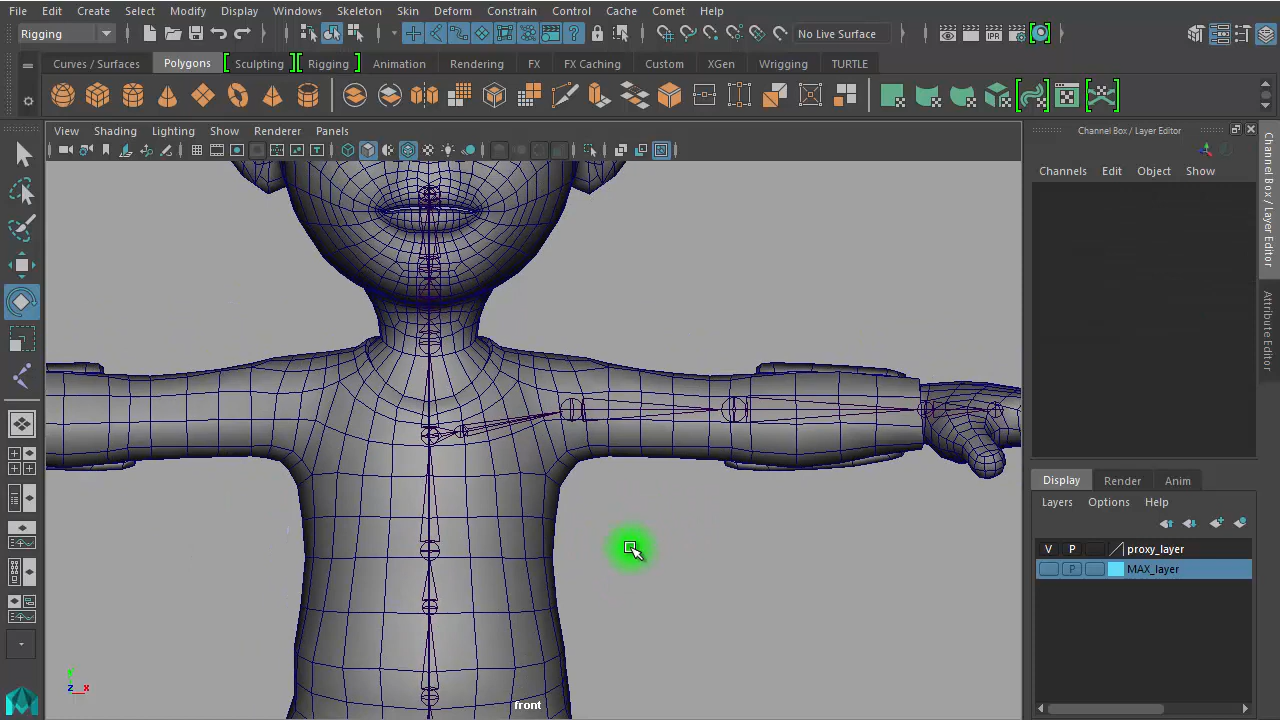 File Edit Create Select Modify Display Windows Skeleton Skin Deform Constrain Control Cache Comet Help
Rigging No Live Surface
Curves / Surfaces Polygons Sculpting Rigging Animation Rendering FX FX Caching Custom XGen Wrigging TURTLE
IPR
View Shading Lighting Show Renderer Panels
Channel Box / Layer Editor
Channels Edit Object Show
Channel Box / Layer Editor
Attribute Editor
Display Render Anim
Layers Options Help
V P proxy_layer
P MAX_layer
y
z x
front